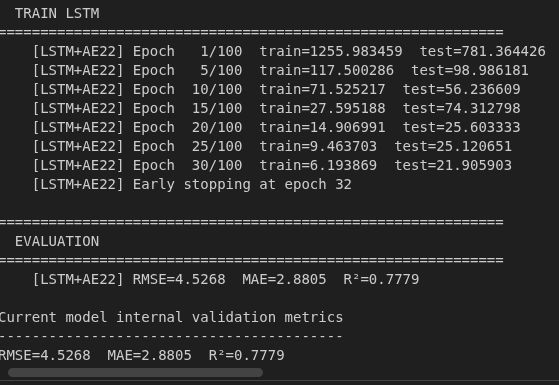 TRAIN LSTM
============================================================
[LSTM+AE22] Epoch   1/100  train=1255.983459  test=781.364426
[LSTM+AE22] Epoch   5/100  train=117.500286  test=98.986181
[LSTM+AE22] Epoch  10/100  train=71.525217  test=56.236609
[LSTM+AE22] Epoch  15/100  train=27.595188  test=74.312798
[LSTM+AE22] Epoch  20/100  train=14.906991  test=25.603333
[LSTM+AE22] Epoch  25/100  train=9.463703  test=25.120651
[LSTM+AE22] Epoch  30/100  train=6.193869  test=21.905903
[LSTM+AE22] Early stopping at epoch 32
============================================================
EVALUATION
============================================================
[LSTM+AE22] RMSE=4.5268  MAE=2.8805  R²=0.7779
Current model internal validation metrics
-----------------------------------------
RMSE=4.5268  MAE=2.8805  R²=0.7779